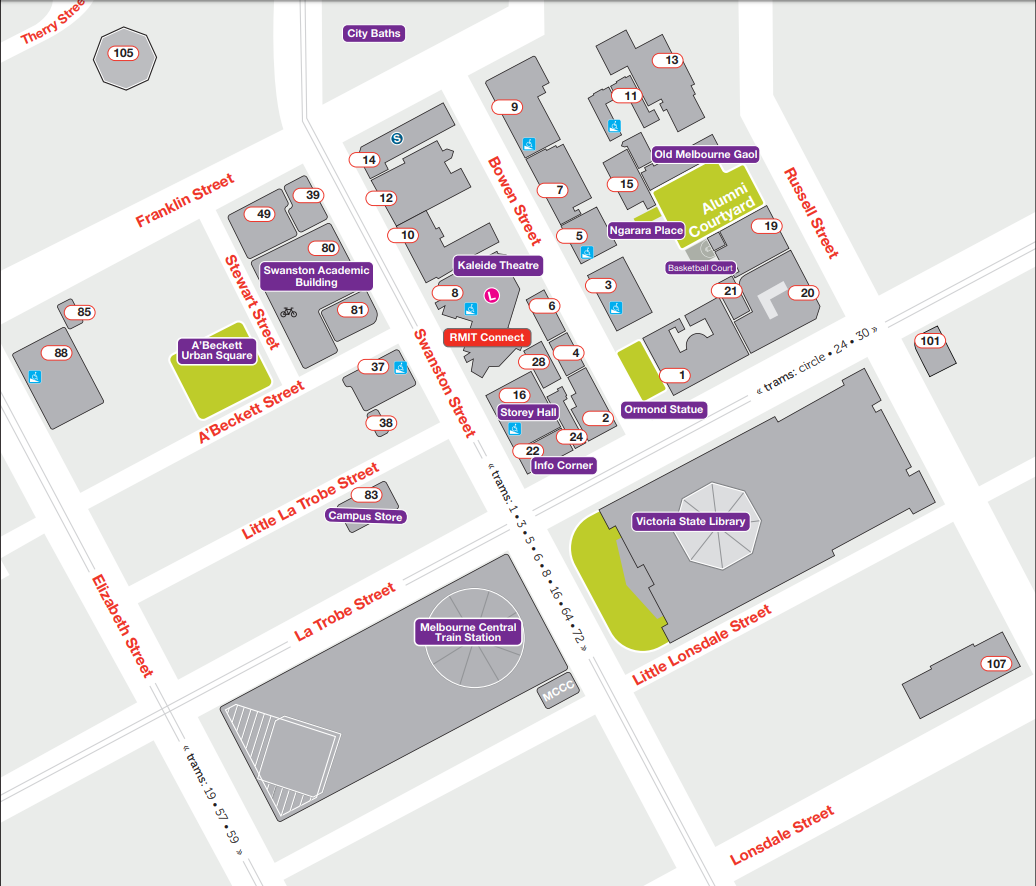 Therry Street
City Baths
105
13
11
9
S
14
Old Melbourne Gaol
Franklin Street
39
49
12
Bowen Street
7
15
Alumni
Courtyard
Russell Street
10
80
5
Ngarara Place
19
Swanston Academic
Building
Kaleide Theatre
Basketball Court
Stewart Street
8
L
3
21
20
85
81
6
RMIT Connect
101
88
A'Beckett
Urban Square
Swanston Street
4
28
37
1
« trams: circle • 24 • 30 »
A'Beckett Street
16
Storey Hall
2
Ormond Statue
38
24
22
Info Corner
Little La Trobe Street
83
Campus Store
« trams: 1 • 3 • 5 • 6 • 8 • 16 • 64 • 72 »
Victoria State Library
Elizabeth Street
La Trobe Street
Melbourne Central
Train Station
Little Lonsdale Street
MCCC
107
« trams: 19 • 57 • 59 »
Lonsdale Street